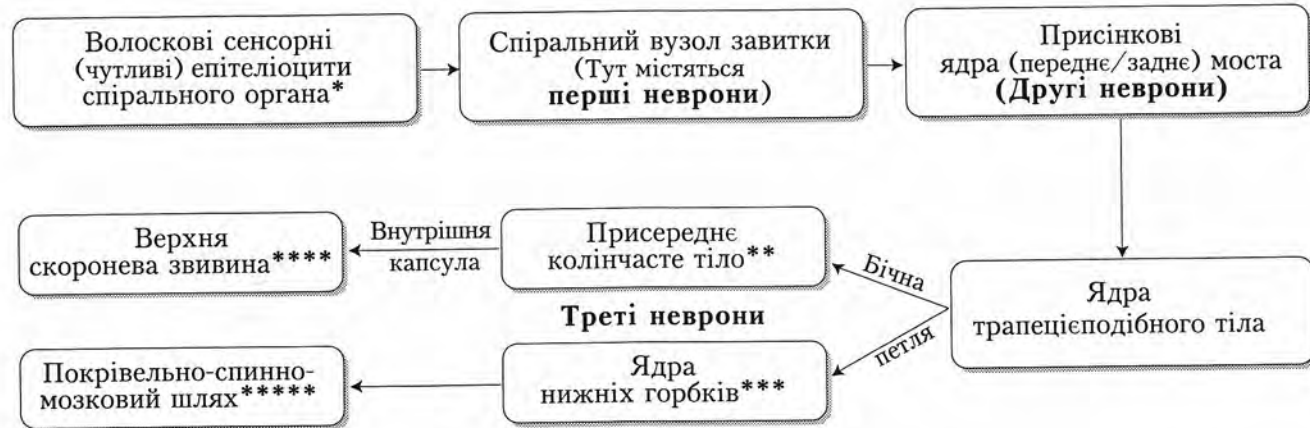 Волоскові сенсорні
(чутливі) епітеліоцити
спірального органа*
Спіральний вузол завитки
(Тут містяться
перші неврони)
Присінкові
ядра (переднє/заднє) моста
(Другі неврони)
Верхня
скоронева звивина****
Внутрішня
капсула
Присереднє
колінчасте тіло**
Бічна
петля
Ядра
трапецієподібного тіла
Треті неврони
Покрівельно-спинно-
мозковий шлях*****
Ядра
нижніх горбків***